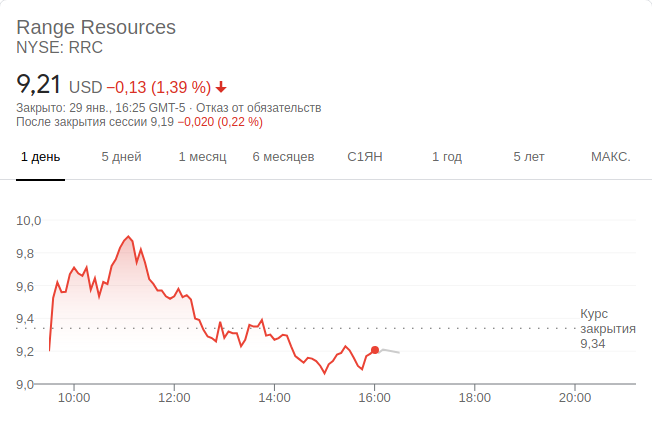 Range Resources
NYSE: RRC
9,21 USD −0,13 (1,39 %)
Закрыто: 29 янв., 16:25 GMT-5 · Отказ от обязательств
После закрытия сессии 9,19 −0,020 (0,22 %)
1 день 5 дней 1 месяц 6 месяцев С1ЯН 1 год 5 лет МАКС.
10,0
9,8
9,6
9,4
Курс
закрытия
9,34
9,2
9,0
10:00 12:00 14:00 16:00 18:00 20:00